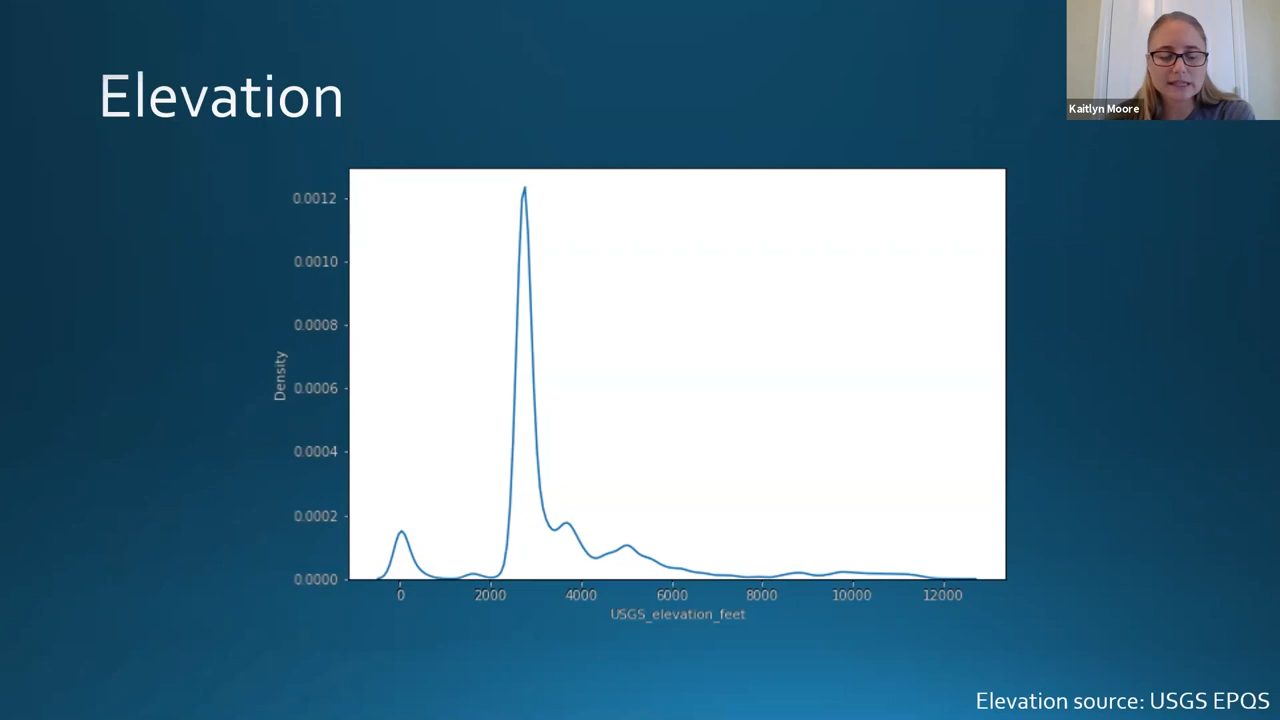 Elevation
Kaitlyn Moore
0.0012
0.0010
0.0008
0.0006
0.0004
0.0002
0.0000
Density
0 2000 4000 6000 8000 10000 12000
USGS_elevation_feet
Elevation source: USGS EPQS